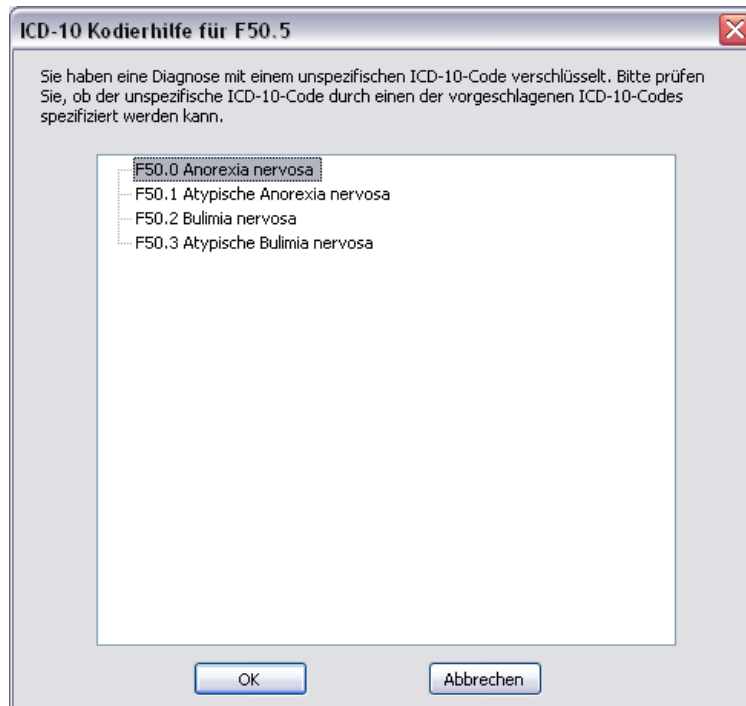 ICD-10 Kodierhilfe für F50.5
Sie haben eine Diagnose mit einem unspezifischen ICD-10-Code verschlüsselt. Bitte prüfen
Sie, ob der unspezifische ICD-10-Code durch einen der vorgeschlagenen ICD-10-Codes
spezifiziert werden kann.
F50.0 Anorexia nervosa
F50.1 Atypische Anorexia nervosa
F50.2 Bulimia nervosa
F50.3 Atypische Bulimia nervosa
OK
Abbrechen